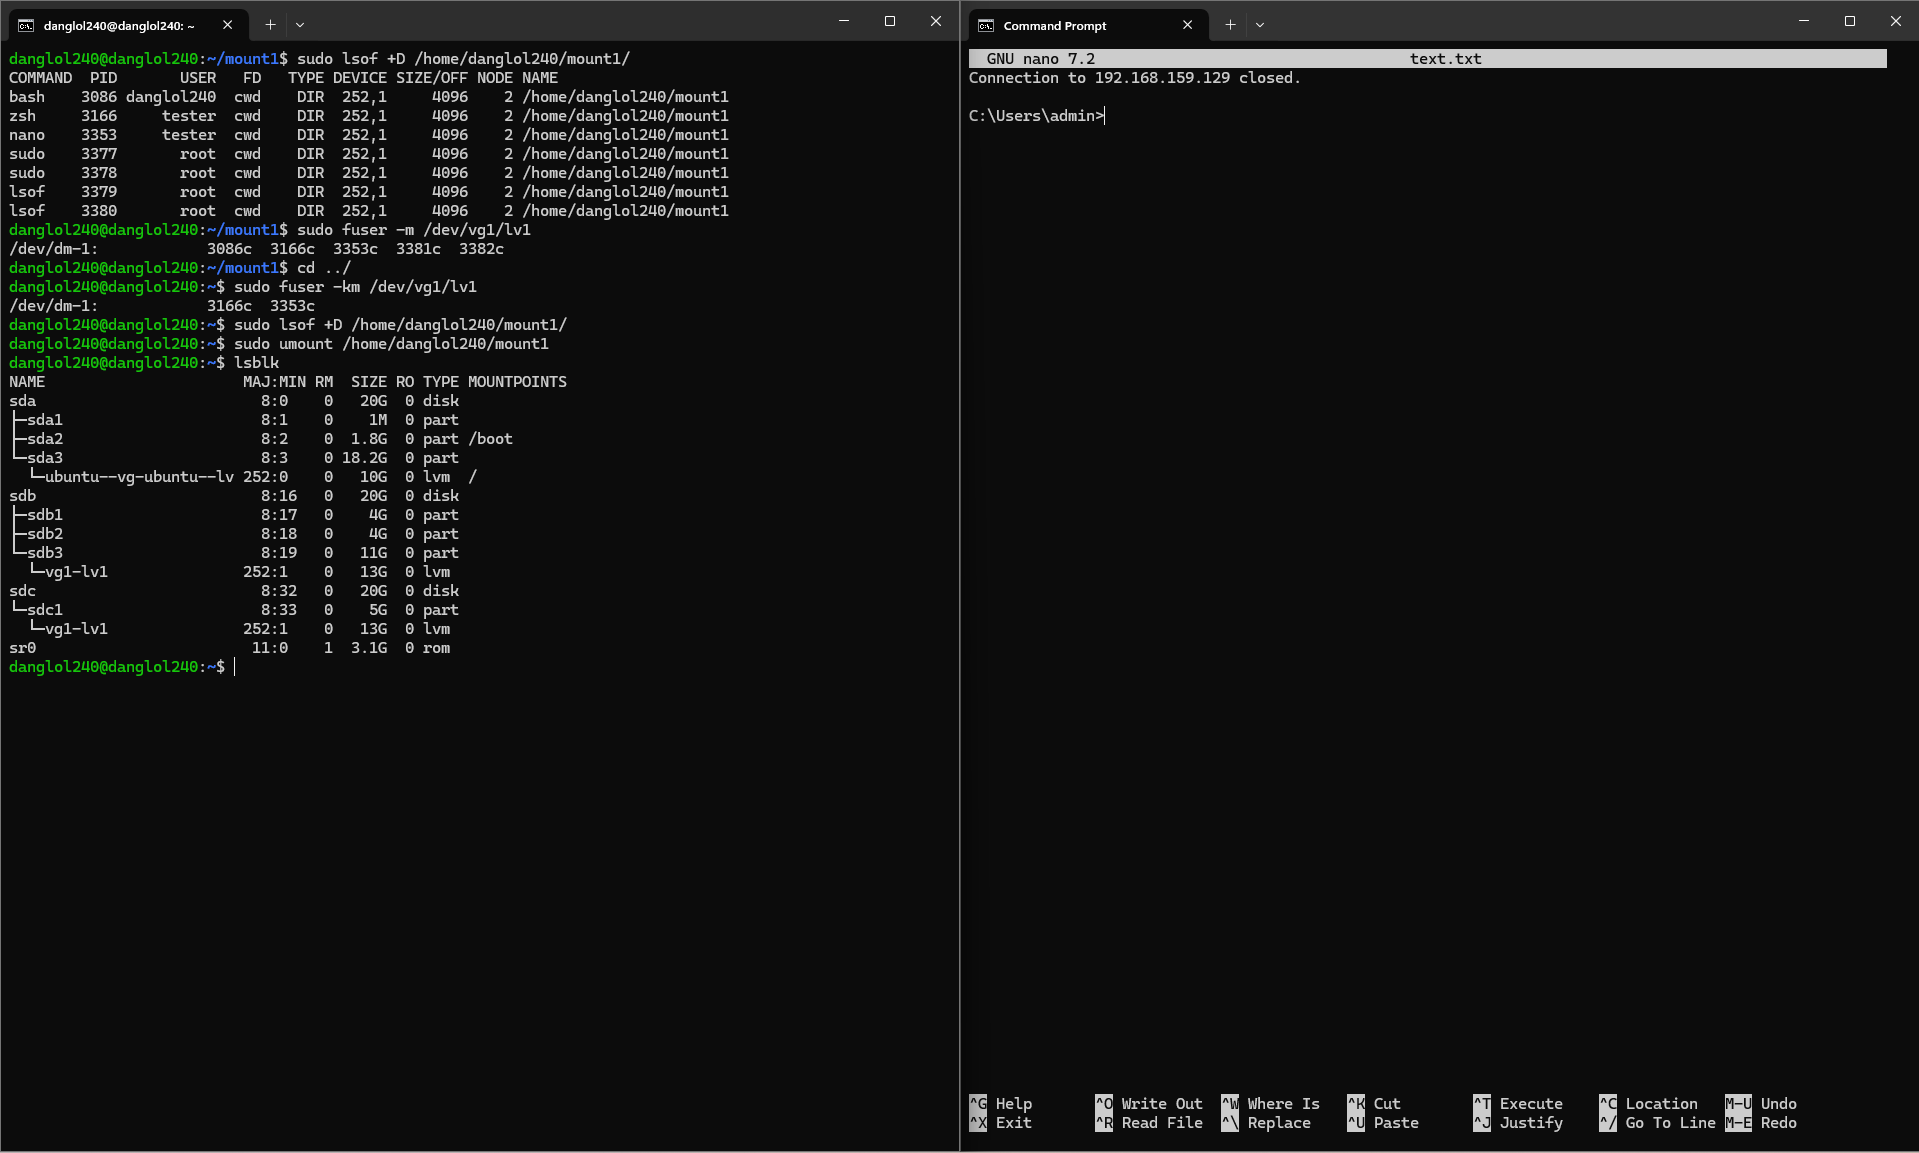 danglol240@danglol240: ~
danglol240@danglol240:~/mount1$ sudo lsof +D /home/danglol240/mount1/
COMMAND  PID       USER   FD   TYPE DEVICE SIZE/OFF NODE NAME
bash    3086 danglol240  cwd    DIR  252,1     4096    2 /home/danglol240/mount1
zsh     3166     tester  cwd    DIR  252,1     4096    2 /home/danglol240/mount1
nano    3353     tester  cwd    DIR  252,1     4096    2 /home/danglol240/mount1
sudo    3377       root  cwd    DIR  252,1     4096    2 /home/danglol240/mount1
sudo    3378       root  cwd    DIR  252,1     4096    2 /home/danglol240/mount1
lsof    3379       root  cwd    DIR  252,1     4096    2 /home/danglol240/mount1
lsof    3380       root  cwd    DIR  252,1     4096    2 /home/danglol240/mount1
danglol240@danglol240:~/mount1$ sudo fuser -m /dev/vg1/lv1
/dev/dm-1:            3086c  3166c  3353c  3381c  3382c
danglol240@danglol240:~/mount1$ cd ../
danglol240@danglol240:~$ sudo fuser -km /dev/vg1/lv1
/dev/dm-1:            3166c  3353c
danglol240@danglol240:~$ sudo lsof +D /home/danglol240/mount1/
danglol240@danglol240:~$ sudo umount /home/danglol240/mount1
danglol240@danglol240:~$ lsblk
NAME                      MAJ:MIN RM  SIZE RO TYPE MOUNTPOINTS
sda                         8:0    0   20G  0 disk
├─sda1                      8:1    0    1M  0 part
├─sda2                      8:2    0  1.8G  0 part /boot
└─sda3                      8:3    0 18.2G  0 part
  └─ubuntu--vg-ubuntu--lv 252:0    0   10G  0 lvm  /
sdb                         8:16   0   20G  0 disk
├─sdb1                      8:17   0    4G  0 part
├─sdb2                      8:18   0    4G  0 part
└─sdb3                      8:19   0   11G  0 part
  └─vg1-lv1               252:1    0   13G  0 lvm
sdc                         8:32   0   20G  0 disk
└─sdc1                      8:33   0    5G  0 part
  └─vg1-lv1               252:1    0   13G  0 lvm
sr0                        11:0    1  3.1G  0 rom
danglol240@danglol240:~$
Command Prompt
GNU nano 7.2                                   text.txt
Connection to 192.168.159.129 closed.
C:\Users\admin>
^G Help       ^O Write Out  ^W Where Is   ^K Cut        ^T Execute    ^C Location   M-U Undo
^X Exit       ^R Read File  ^\ Replace    ^U Paste      ^J Justify    ^/ Go To Line M-E Redo